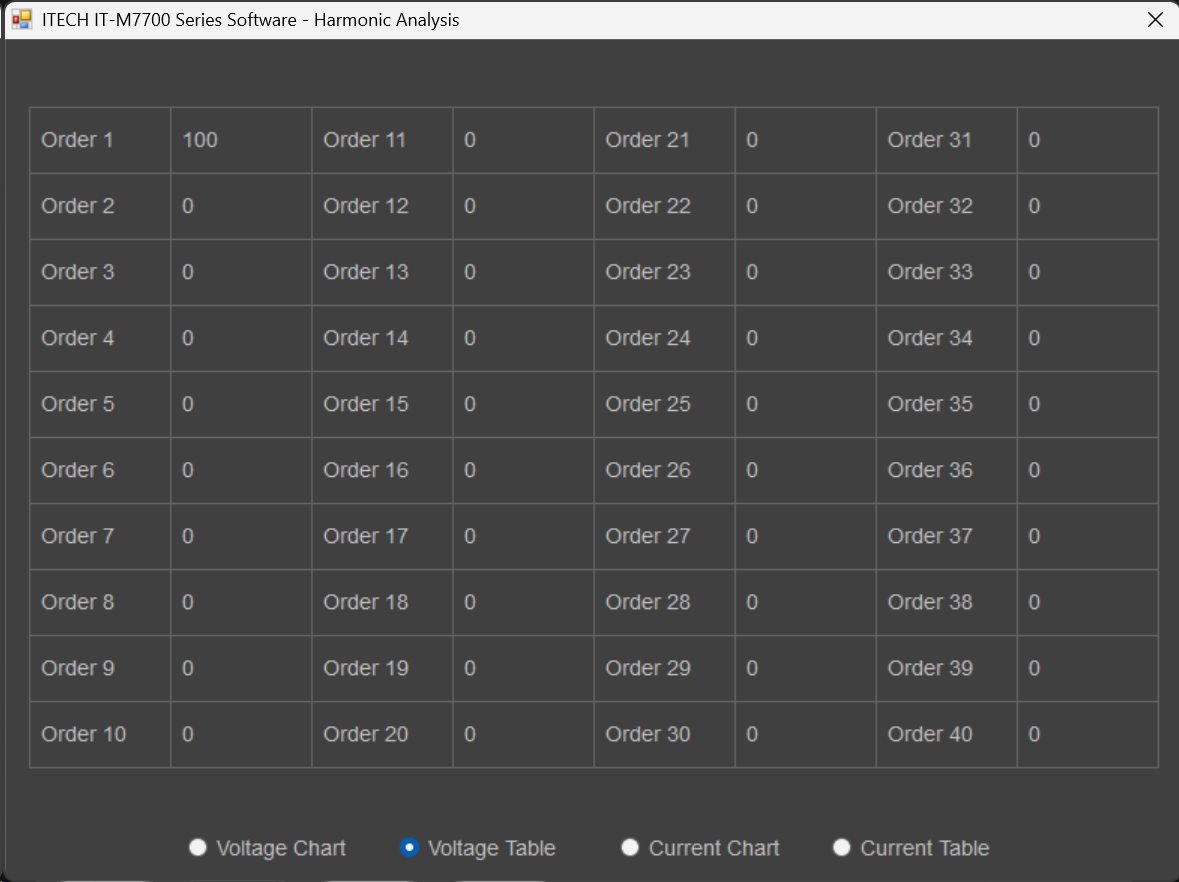 ITECH IT-M7700 Series Software - Harmonic Analysis
Order 1 100 Order 11 0 Order 21 0 Order 31 0
Order 2 0 Order 12 0 Order 22 0 Order 32 0
Order 3 0 Order 13 0 Order 23 0 Order 33 0
Order 4 0 Order 14 0 Order 24 0 Order 34 0
Order 5 0 Order 15 0 Order 25 0 Order 35 0
Order 6 0 Order 16 0 Order 26 0 Order 36 0
Order 7 0 Order 17 0 Order 27 0 Order 37 0
Order 8 0 Order 18 0 Order 28 0 Order 38 0
Order 9 0 Order 19 0 Order 29 0 Order 39 0
Order 10 0 Order 20 0 Order 30 0 Order 40 0
Voltage Chart Voltage Table Current Chart Current Table